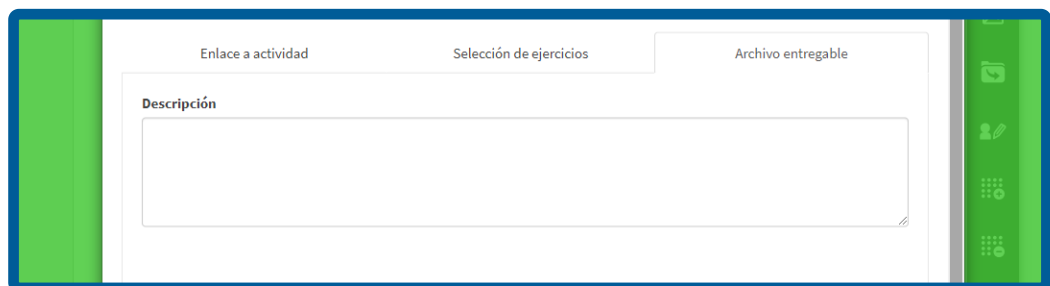 Enlace a actividad Selección de ejercicios Archivo entregable
Descripción